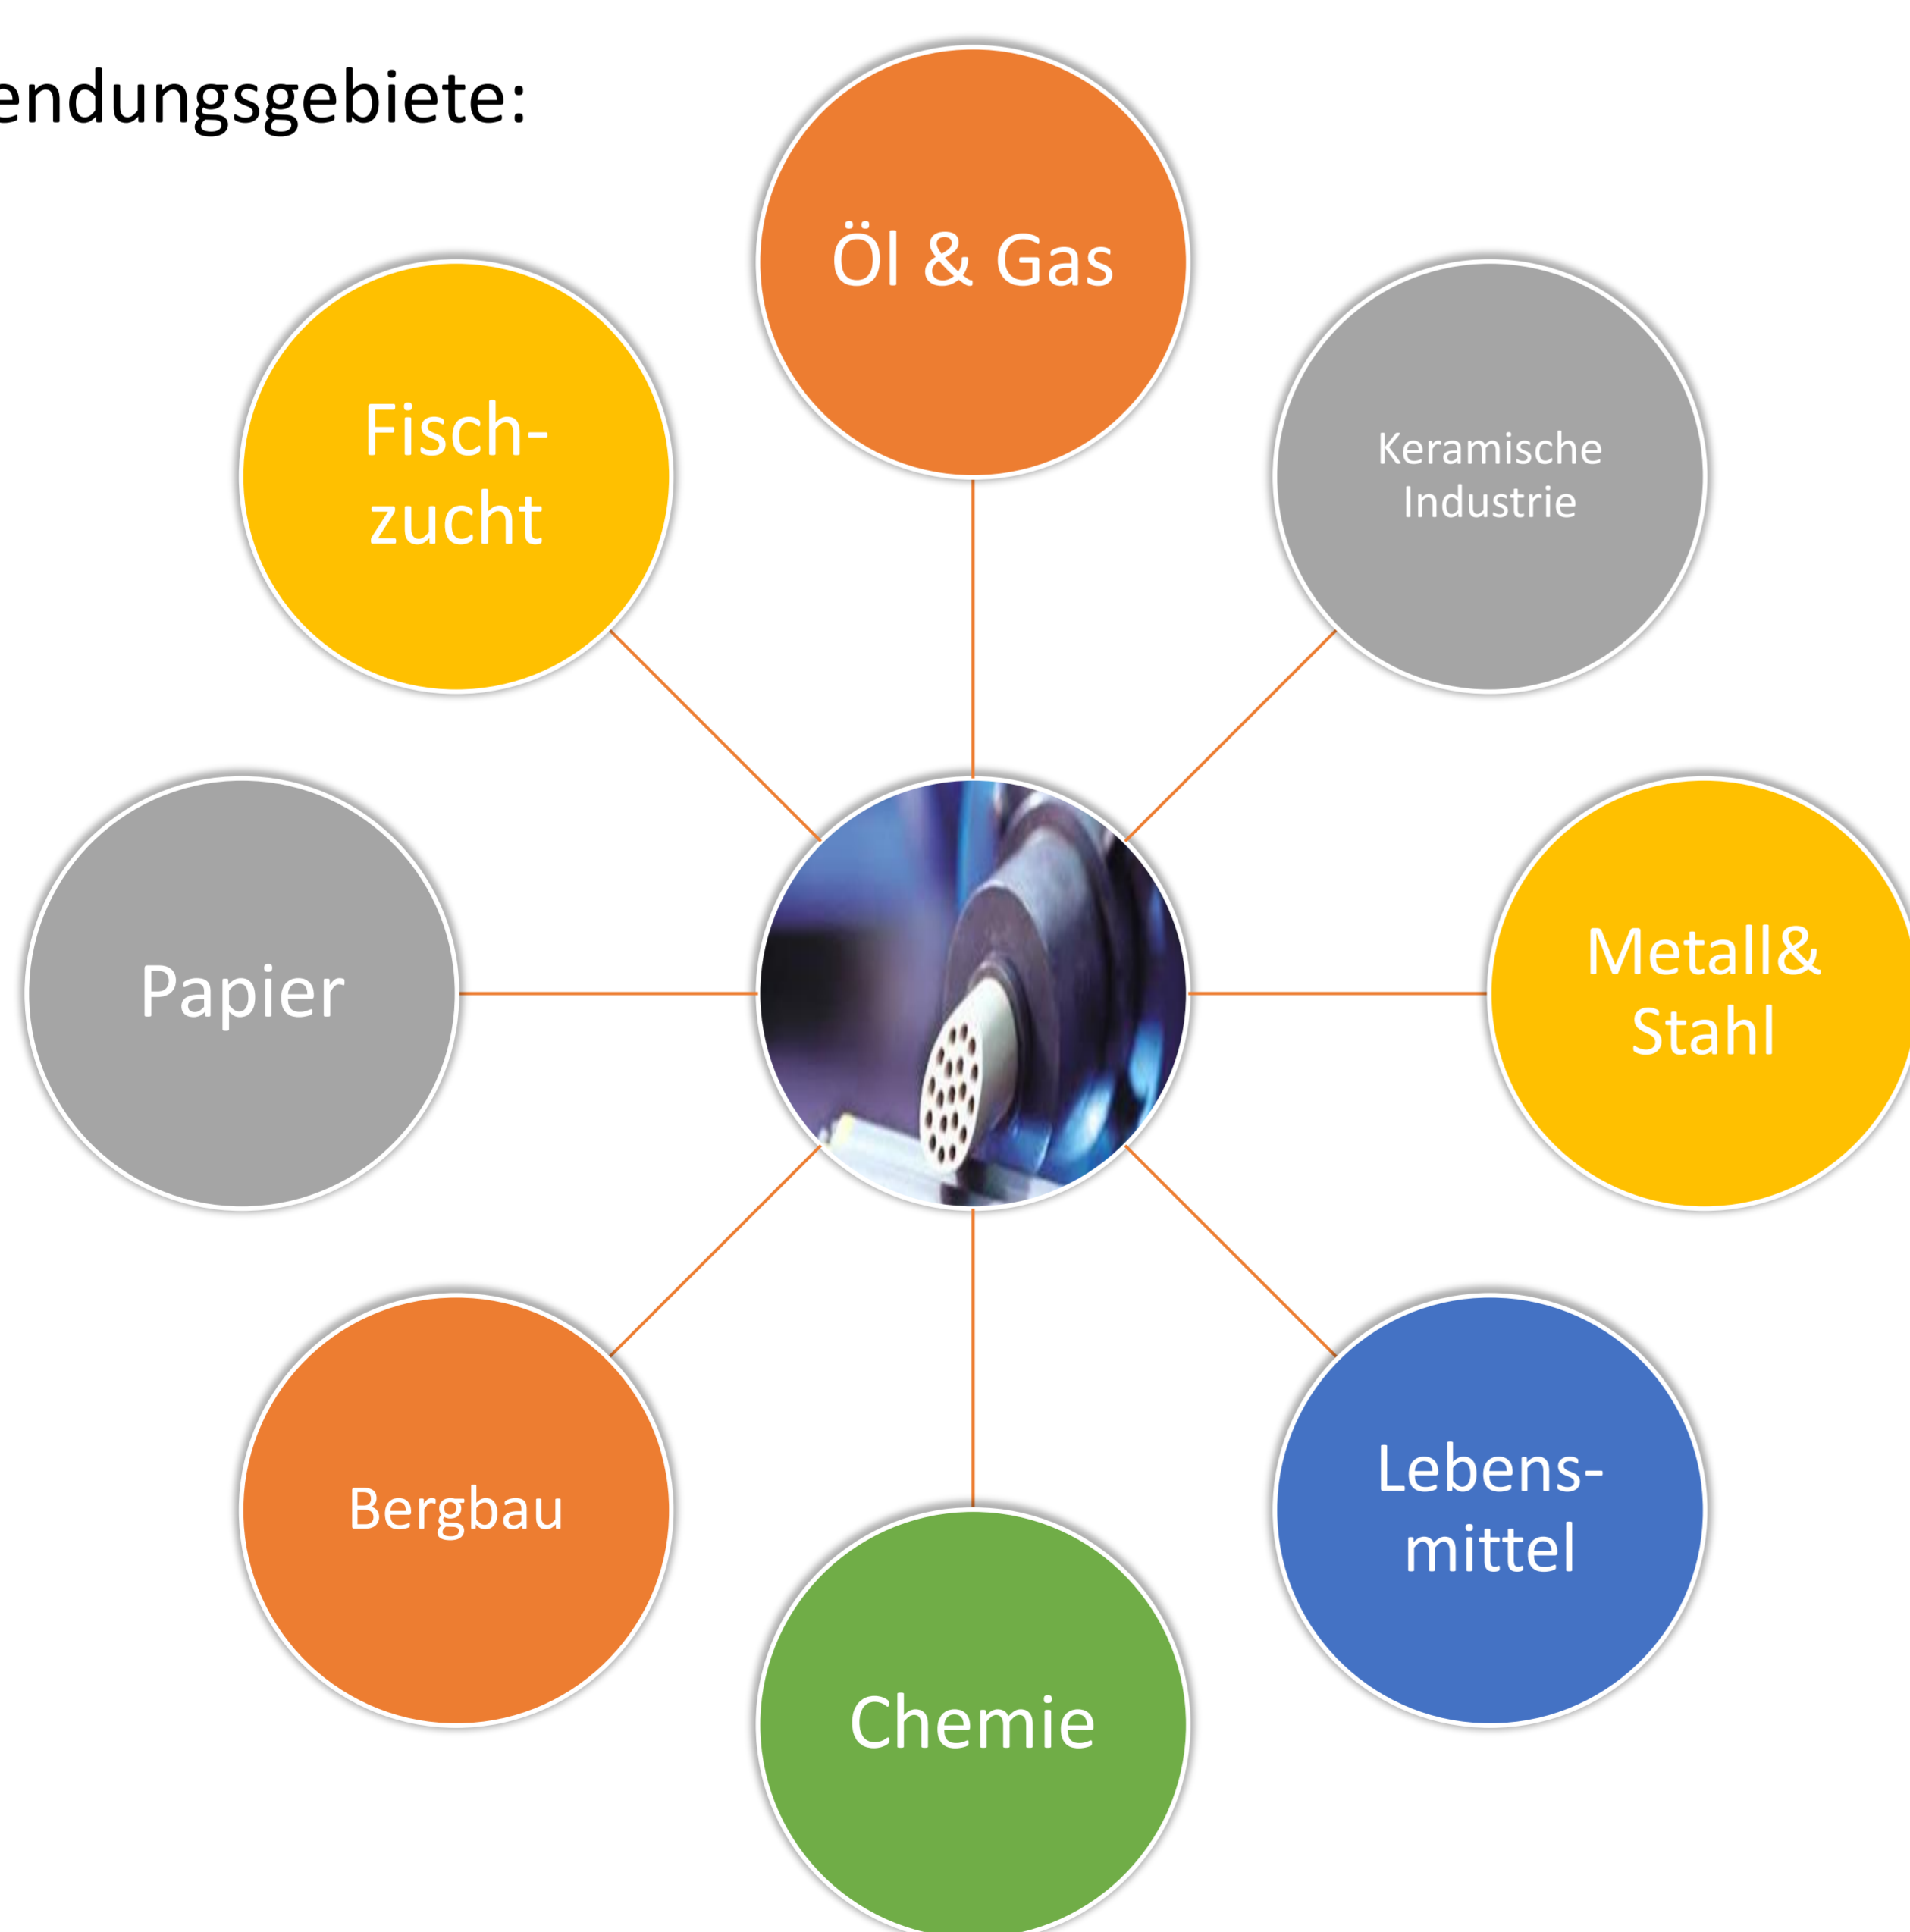 endungsgebiete:
Öl & Gas
Keramische
Industrie
Metall&
Stahl
Lebens-
mittel
Chemie
Bergbau
Papier
Fisch-
zucht